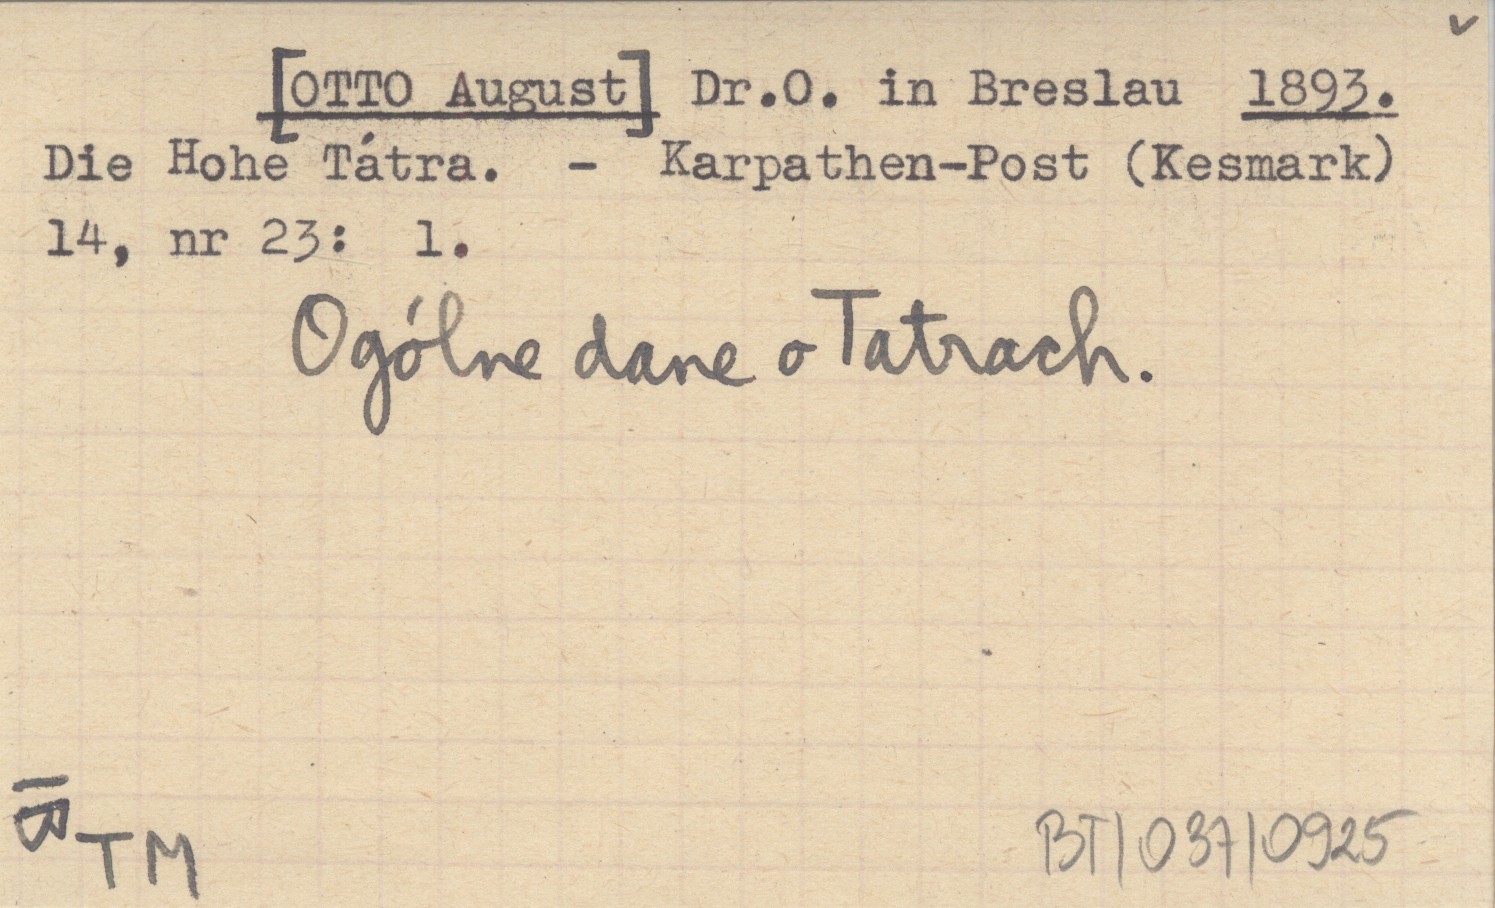 [OTTO August] Dr.O. in Breslau 1893.
Die Hohe Tátra. - Karpathen-Post (Kesmark)
14, nr 23: 1.
Ogólne dane o Tatrach.
TM
BT/037/0925